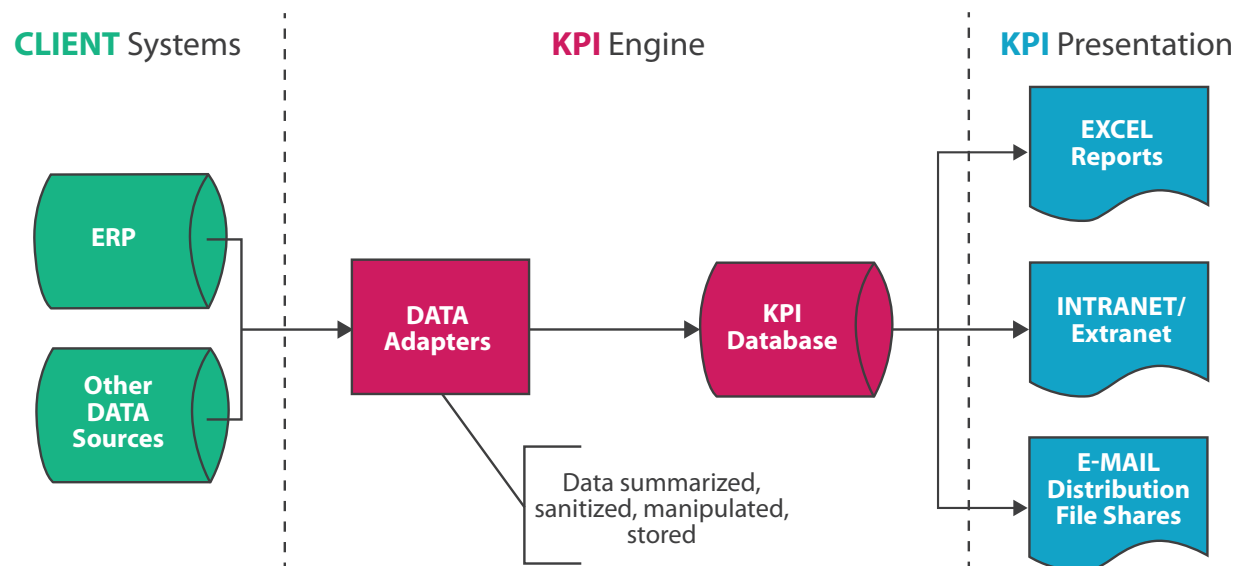 CLIENT Systems
KPI Engine
KPI Presentation
ERP
Other
DATA
Sources
DATA
Adapters
Data summarized,
sanitized, manipulated,
stored
KPI
Database
EXCEL
Reports
INTRANET/
Extranet
E-MAIL
Distribution
File Shares